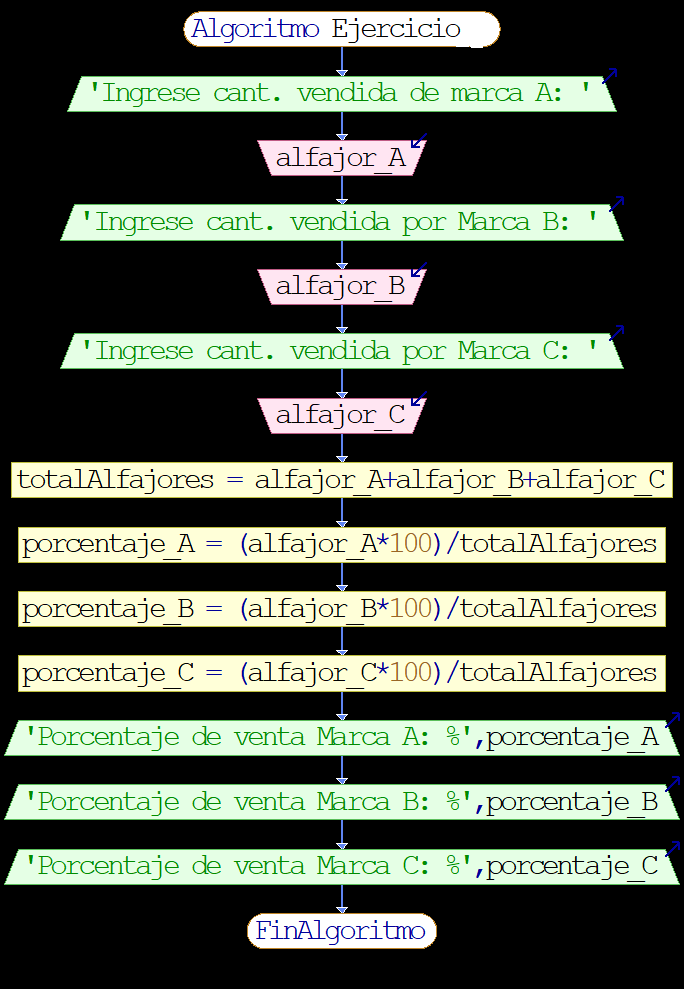 Algoritmo Ejercicio
'Ingrese cant. vendida de marca A: '
alfajor_A
'Ingrese cant. vendida por Marca B: '
alfajor_B
'Ingrese cant. vendida por Marca C: '
alfajor_C
totalAlfajores = alfajor_A+alfajor_B+alfajor_C
porcentaje_A = (alfajor_A*100)/totalAlfajores
porcentaje_B = (alfajor_B*100)/totalAlfajores
porcentaje_C = (alfajor_C*100)/totalAlfajores
'Porcentaje de venta Marca A: %',porcentaje_A
'Porcentaje de venta Marca B: %',porcentaje_B
'Porcentaje de venta Marca C: %',porcentaje_C
FinAlgoritmo